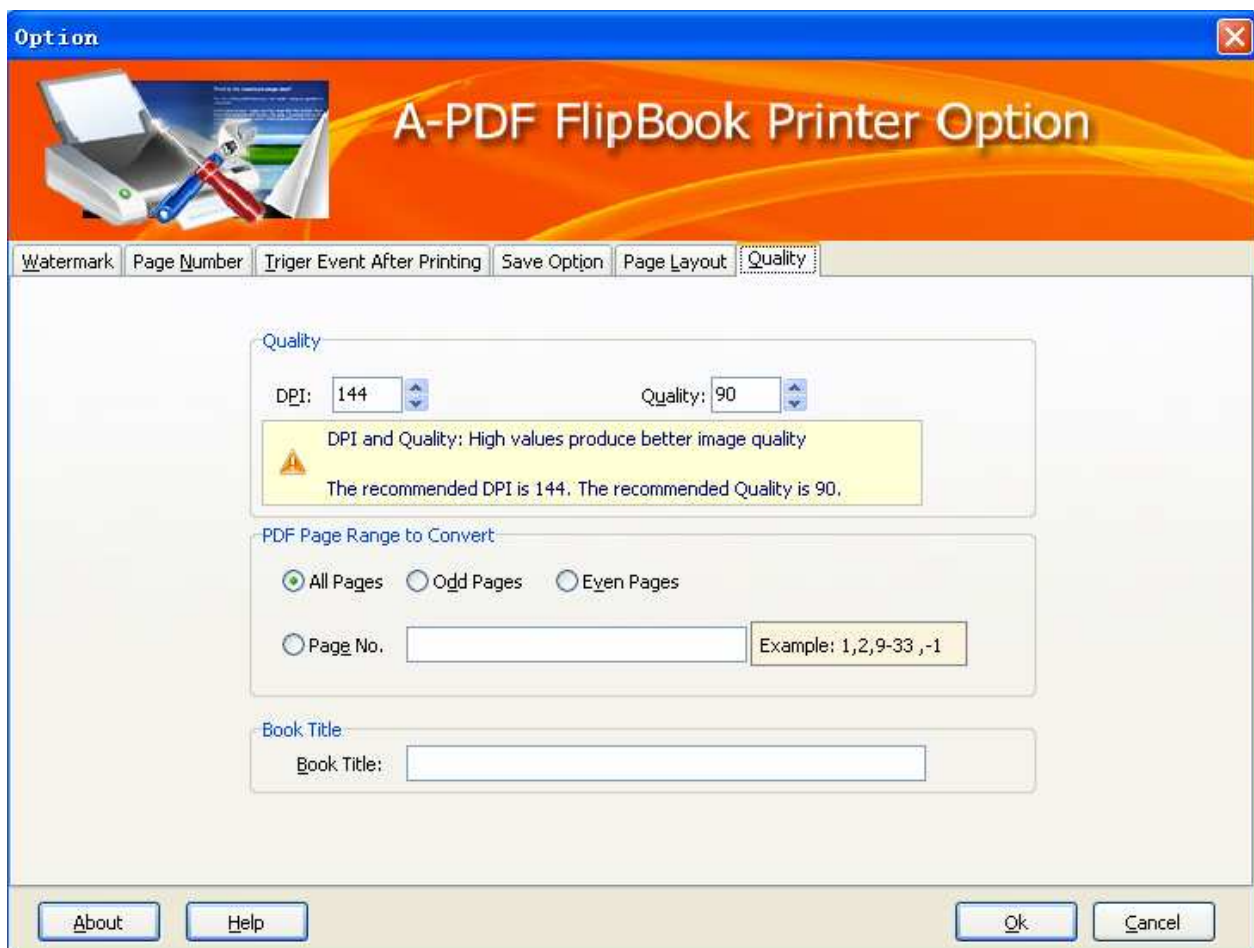 Option
A-PDF FlipBook Printer Option
Watermark Page Number Triger Event After Printing Save Option Page Layout Quality
Quality
DPI: 144 Quality: 90
DPI and Quality: High values produce better image quality
The recommended DPI is 144. The recommended Quality is 90.
PDF Page Range to Convert
All Pages Odd Pages Even Pages
Page No. Example: 1,2,9-33 ,-1
Book Title
Book Title:
About Help Ok Cancel